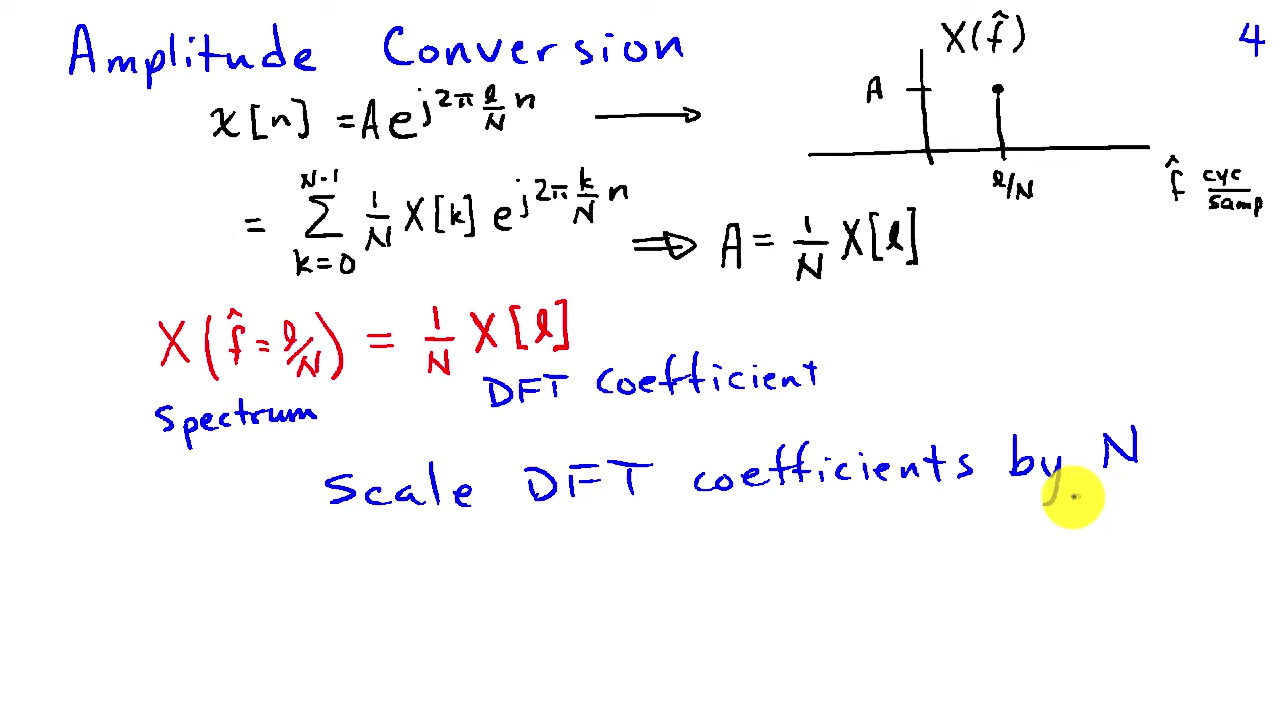 Amplitude Conversion
4
x[n] = A e^{j2π (ℓ/N) n} →
X(f̂)
A
ℓ/N
f̂ cyc/samp
= Σ_{k=0}^{N-1} (1/N) X[k] e^{j2π (k/N) n} ⇒ A = (1/N) X[ℓ]
X(f̂ = ℓ/N) = (1/N) X[ℓ]
Spectrum DFT coefficient
Scale DFT coefficients by N